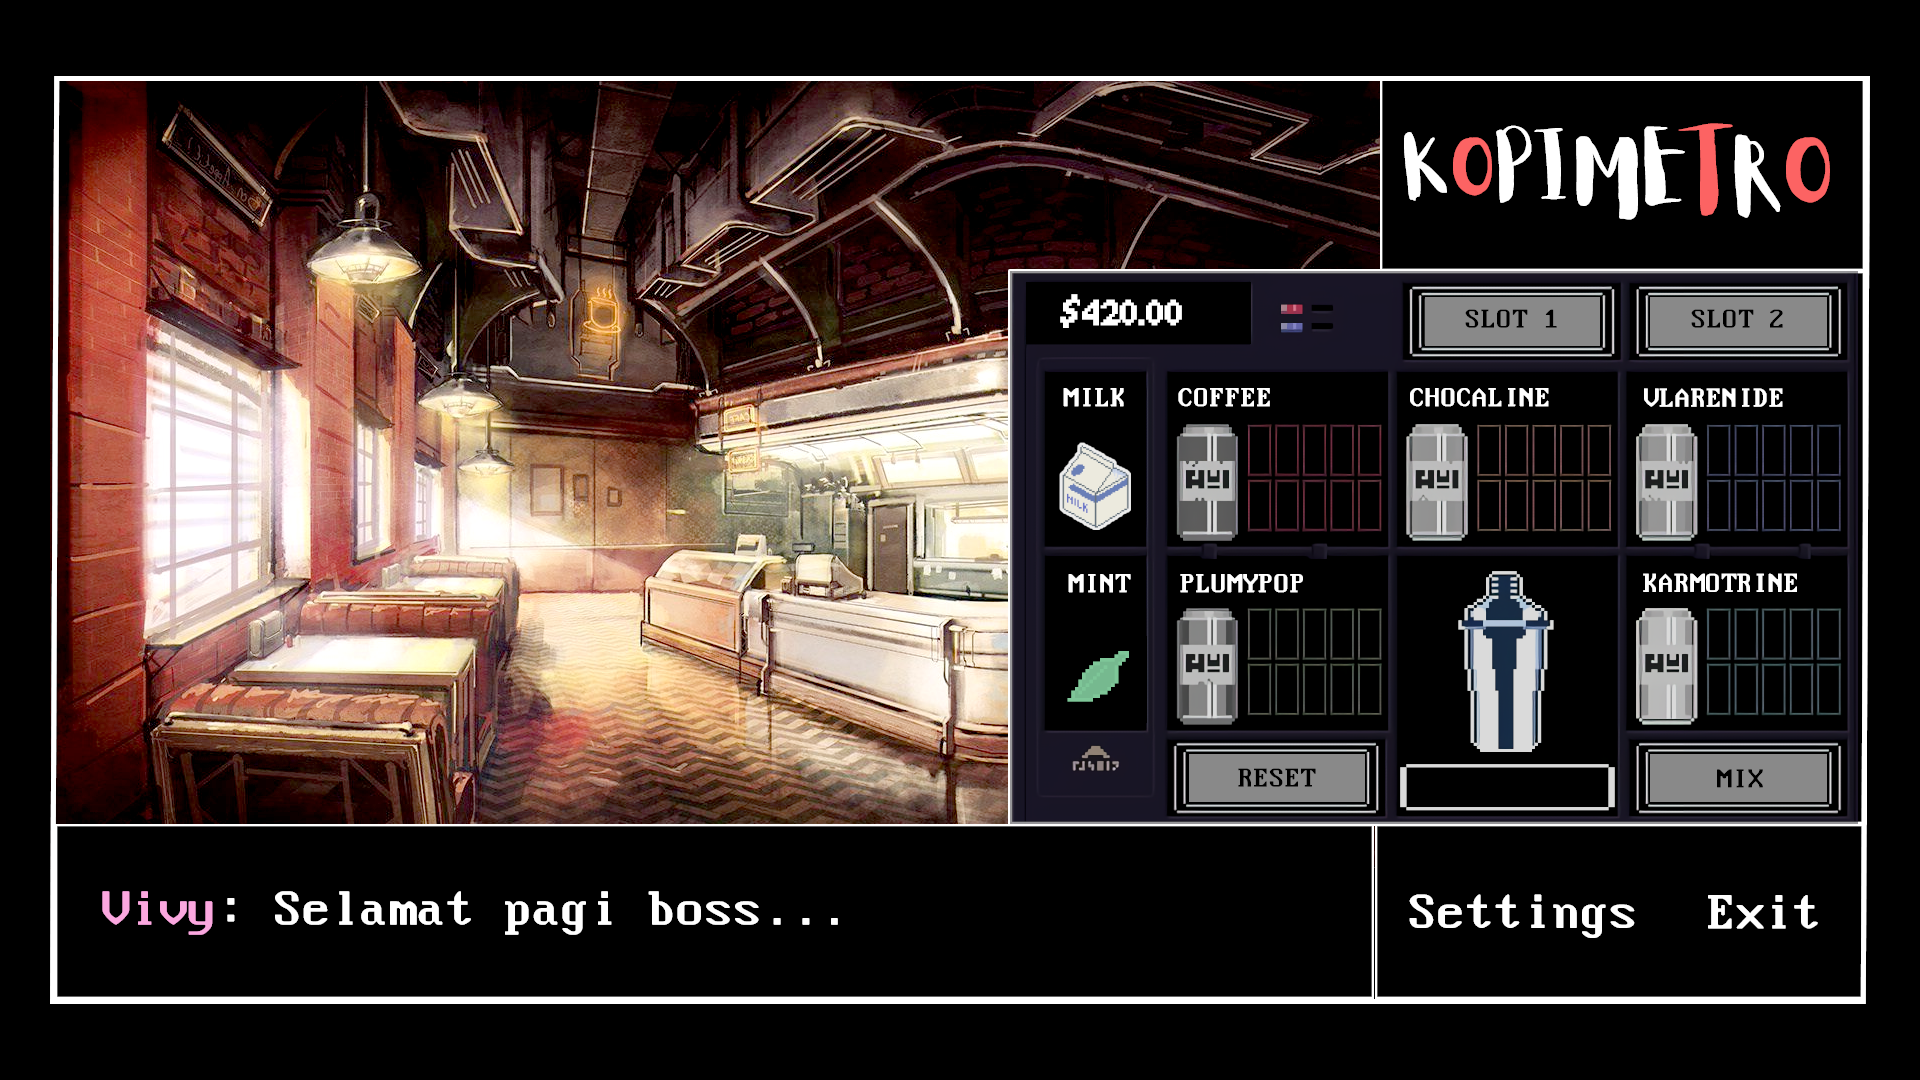 KOPIMETRO
$420.00
SLOT 1
SLOT 2
MILK
COFFEE
CHOCALINE
VLARENIDE
MILK
MINT
PLUMYPOP
KARMOTRINE
RESET
MIX
Vivy: Selamat pagi boss...
Settings
Exit